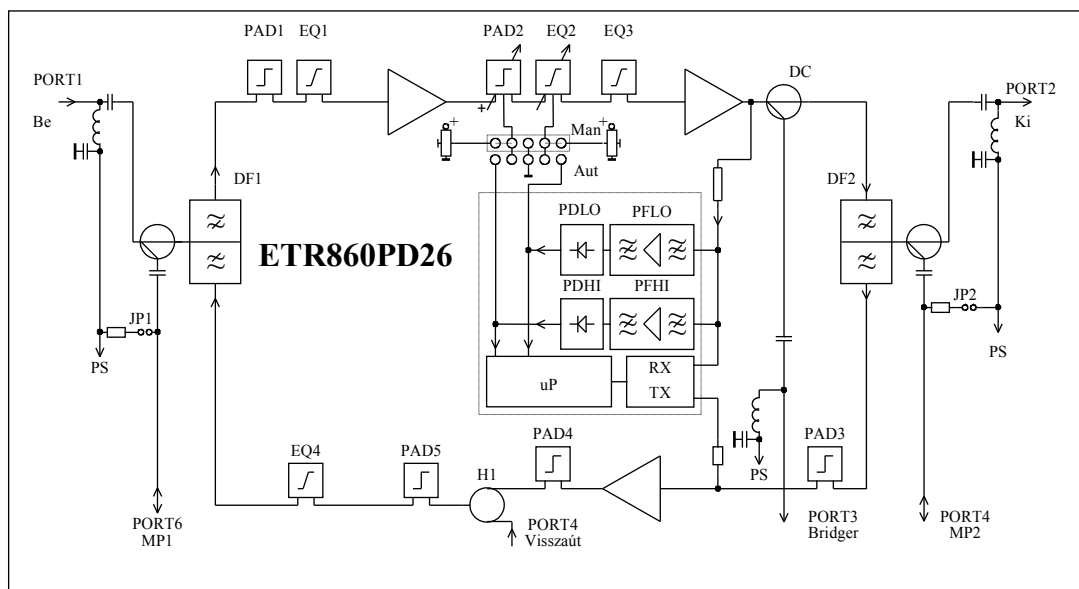 PAD1 EQ1 PAD2 EQ2 EQ3
DC
PORT1
Be
PORT2
Ki
+
+ Man +
Aut
DF1
DF2
ETR860PD26
PDLO PFLO
PDHI PFHI
JP1
JP2
PS
PS
uP
RX
TX
PS
EQ4
PAD5
H1
PAD4
PAD3
PORT6
MP1
PORT4
Visszaút
PORT3
Bridger
PORT4
MP2